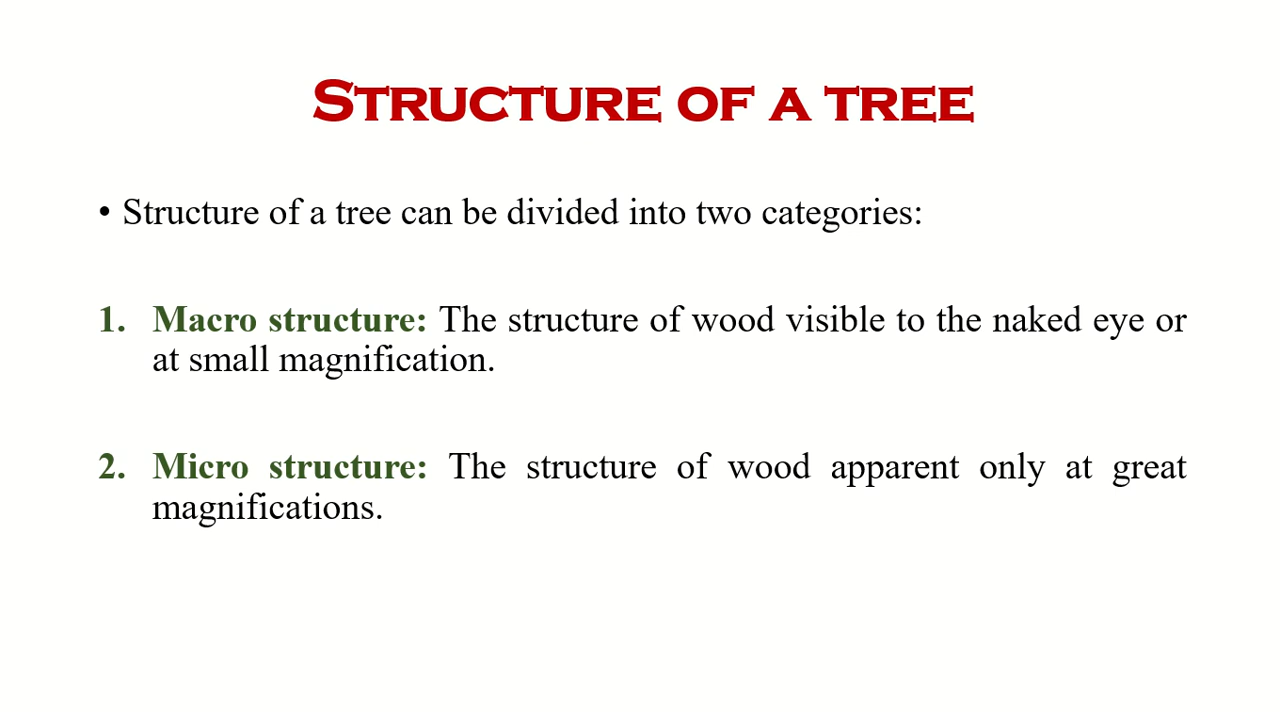 STRUCTURE OF A TREE
• Structure of a tree can be divided into two categories:
1. Macro structure: The structure of wood visible to the naked eye or
at small magnification.
2. Micro structure: The structure of wood apparent only at great
magnifications.